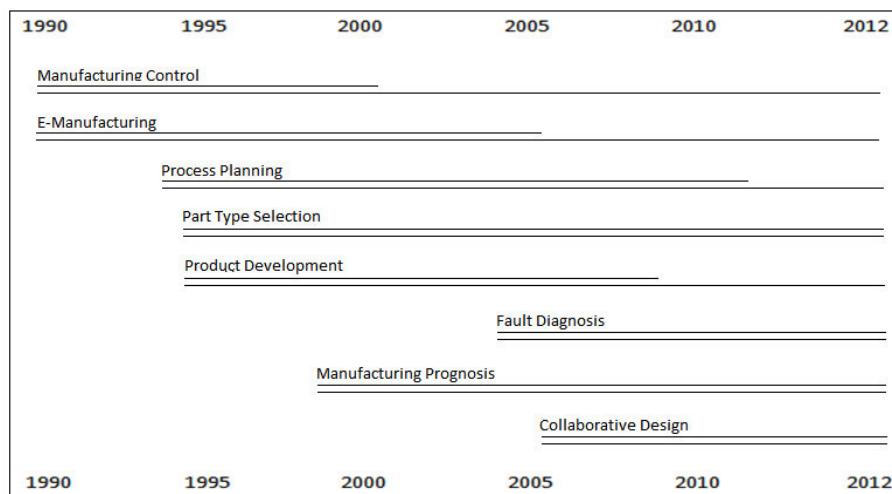 1990 1995 2000 2005 2010 2012
Manufacturing Control
E-Manufacturing
Process Planning
Part Type Selection
Product Development
Fault Diagnosis
Manufacturing Prognosis
Collaborative Design
1990 1995 2000 2005 2010 2012